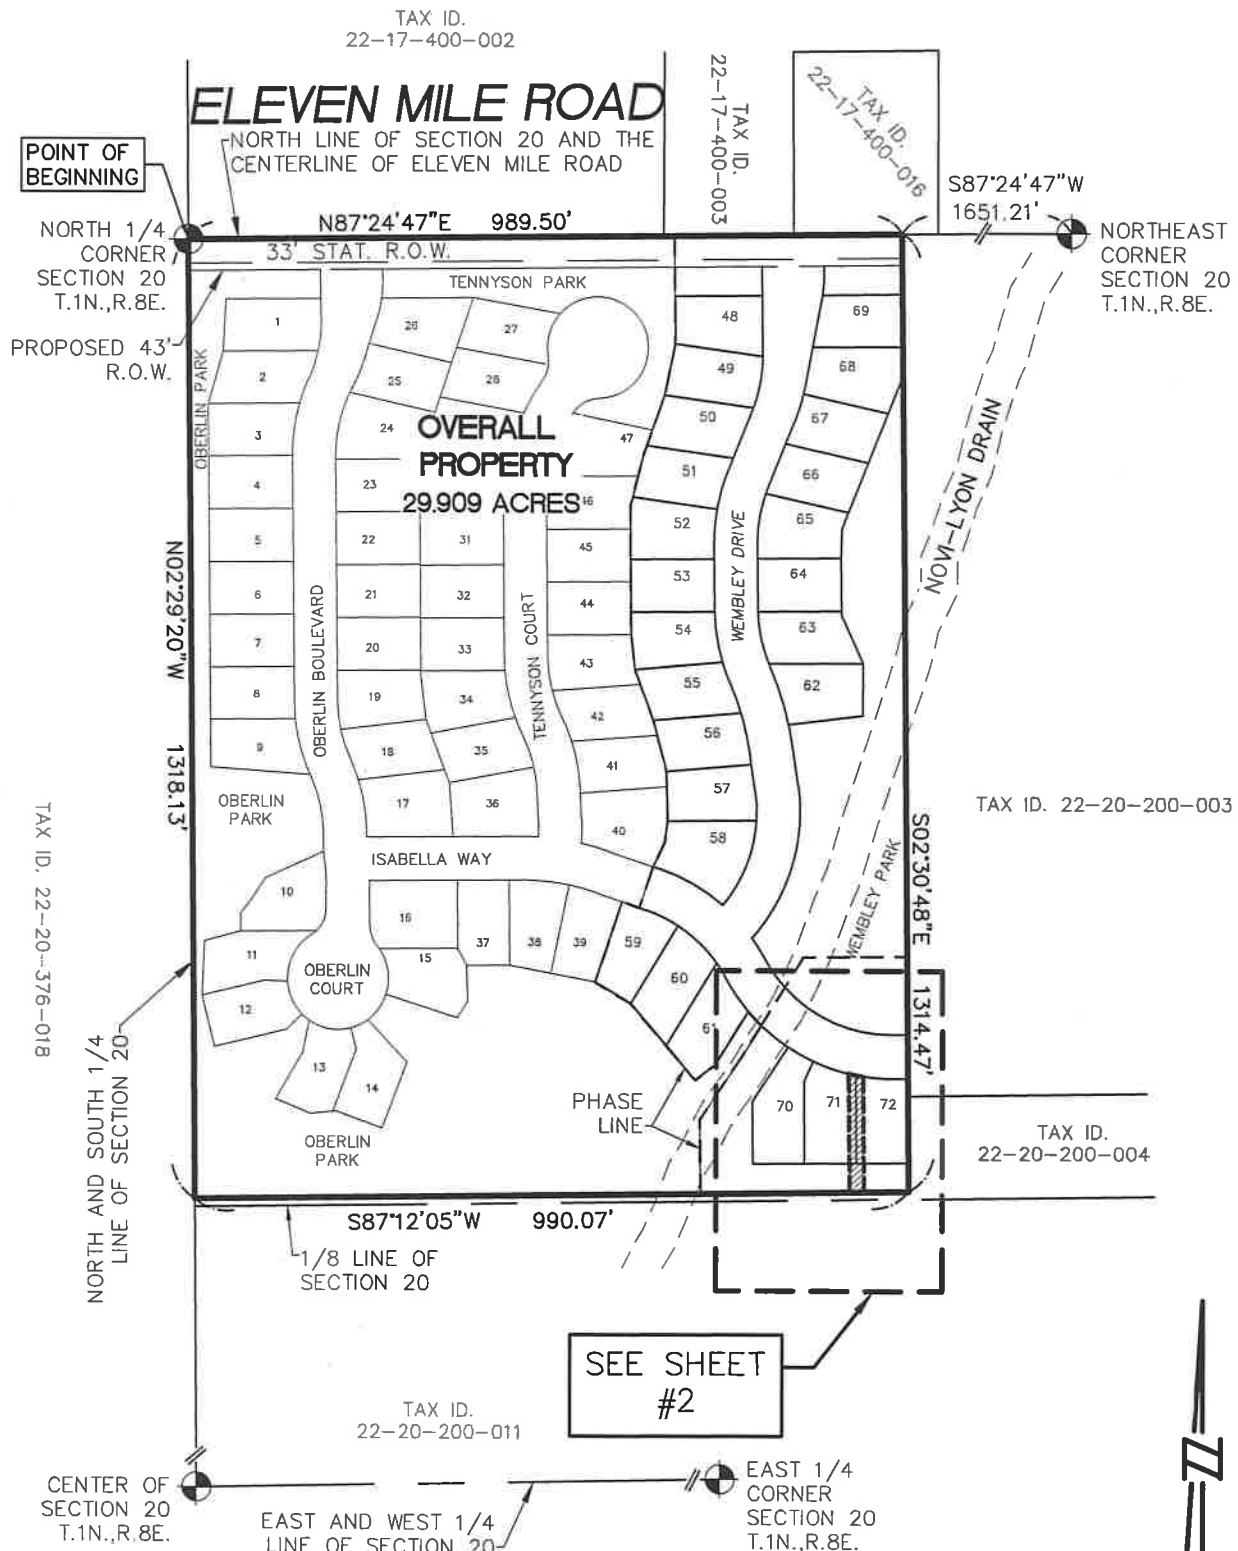 TAX ID.
22-17-400-002
ELEVEN MILE ROAD
NORTH LINE OF SECTION 20 AND THE
CENTERLINE OF ELEVEN MILE ROAD
TAX ID.
22-17-400-003
TAX ID.
22-17-400-016
POINT OF
BEGINNING
S87°24'47"W
1651.21'
N87°24'47"E 989.50'
NORTH 1/4
CORNER
SECTION 20
T.1N.,R.8E.
NORTHEAST
CORNER
SECTION 20
T.1N.,R.8E.
33' STAT. R.O.W.
TENNYSON PARK
PROPOSED 43'
R.O.W.
OBERLIN PARK
1
2
3
4
5
6
7
8
9
26
27
25
28
24
OVERALL
PROPERTY
29.909 ACRES
46
23
22
21
20
19
18
17
31
32
33
34
35
36
47
45
44
43
42
41
40
48
49
50
51
52
53
54
55
56
57
58
69
68
67
66
65
64
63
62
OBERLIN BOULEVARD
TENNYSON COURT
WEMBLEY DRIVE
NOVI-LYON DRAIN
N02°29'20"W 1318.13'
TAX ID. 22-20-376-018
OBERLIN
PARK
ISABELLA WAY
TAX ID. 22-20-200-003
S02°30'48"E 1314.47'
WEMBLEY PARK
10
11
12
13
14
15
16
37
38
39
59
60
61
OBERLIN
COURT
NORTH AND SOUTH 1/4
LINE OF SECTION 20
OBERLIN
PARK
PHASE
LINE
70
71
72
TAX ID.
22-20-200-004
S87°12'05"W 990.07'
1/8 LINE OF
SECTION 20
SEE SHEET
#2
TAX ID.
22-20-200-011
CENTER OF
SECTION 20
T.1N.,R.8E.
EAST AND WEST 1/4
LINE OF SECTION 20
EAST 1/4
CORNER
SECTION 20
T.1N.,R.8E.
N